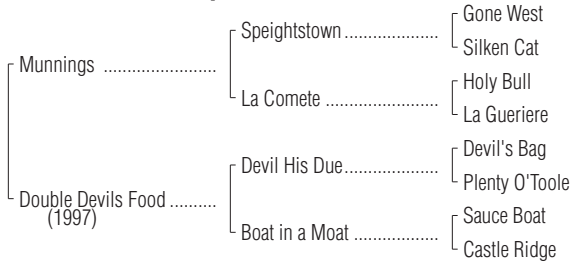 Gone West
Speightstown....................
Silken Cat
Munnings ........................
Holy Bull
La Comete ........................
La Gueriere
Devil's Bag
Devil His Due....................
Plenty O'Toole
Double Devils Food ..........
(1997)
Sauce Boat
Boat in a Moat ..................
Castle Ridge